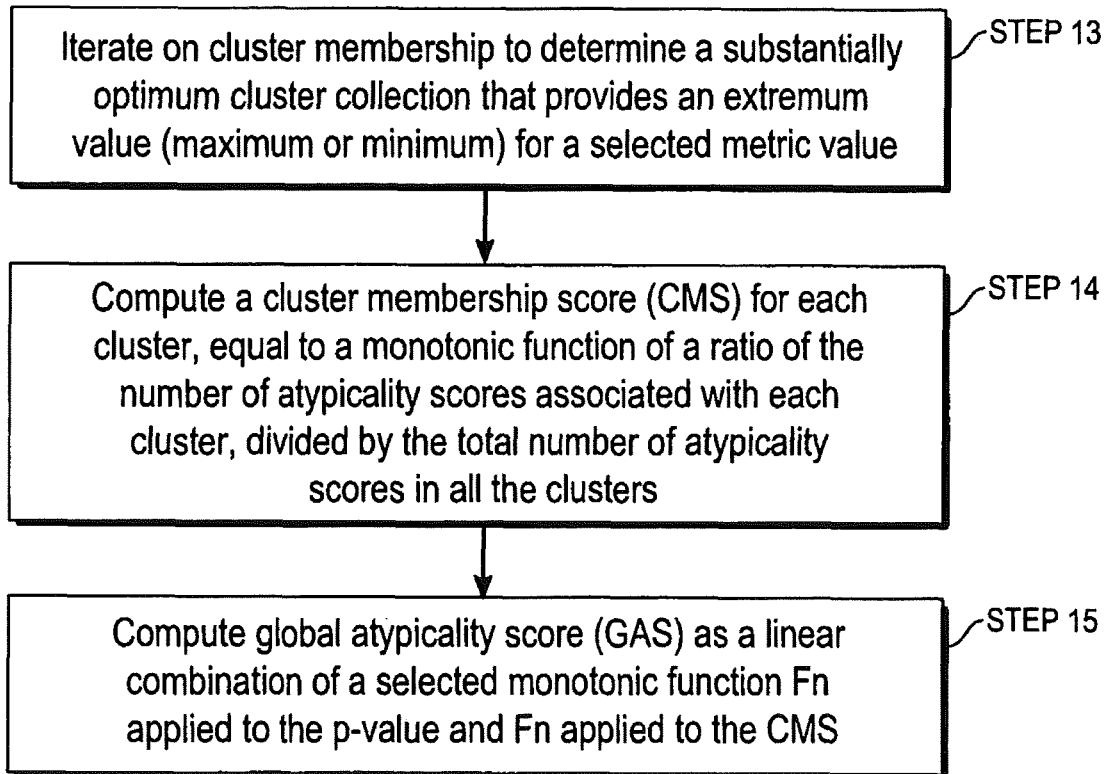 Iterate on cluster membership to determine a substantially
optimum cluster collection that provides an extremum
value (maximum or minimum) for a selected metric value
STEP 13
Compute a cluster membership score (CMS) for each
cluster, equal to a monotonic function of a ratio of the
number of atypicality scores associated with each
cluster, divided by the total number of atypicality
scores in all the clusters
STEP 14
Compute global atypicality score (GAS) as a linear
combination of a selected monotonic function Fn
applied to the p-value and Fn applied to the CMS
STEP 15